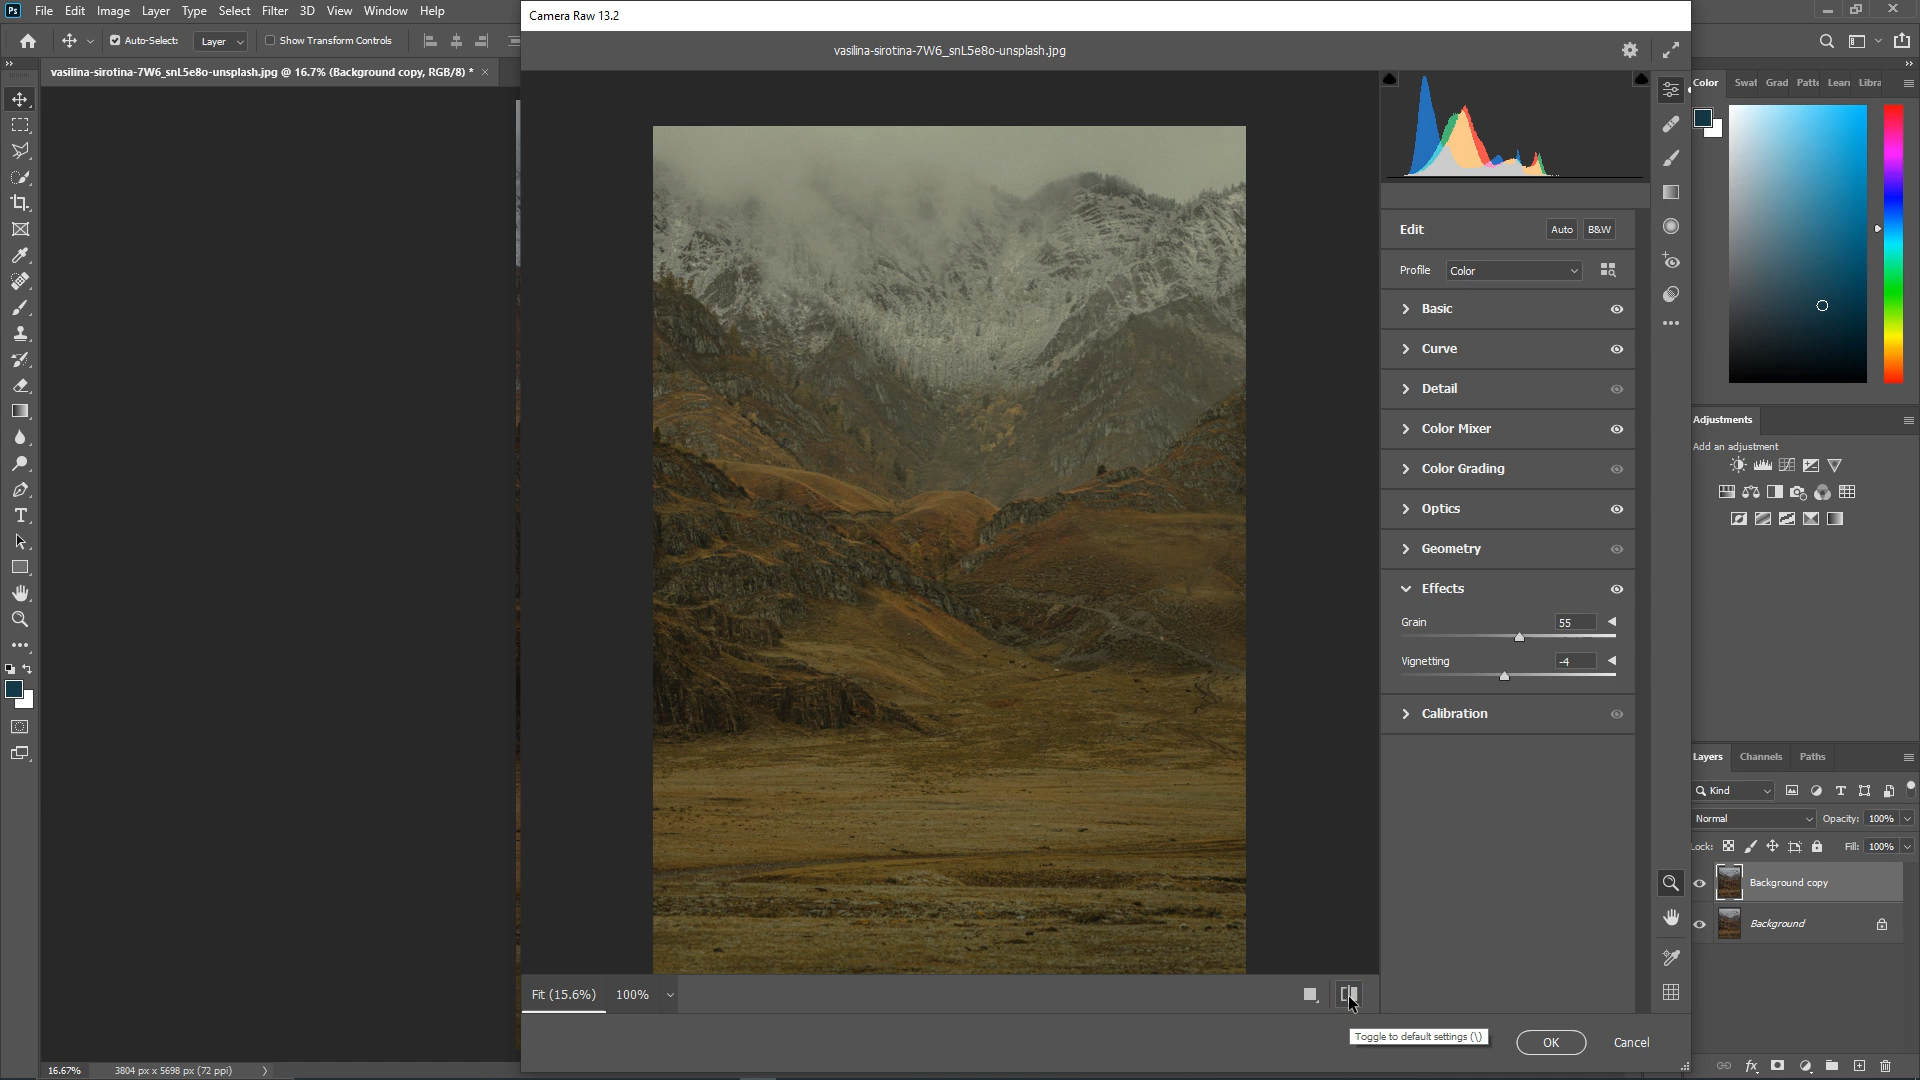 Ps File Edit Image Layer Type Select Filter 3D View Window Help
Camera Raw 13.2
Auto-Select: Layer Show Transform Controls
vasilina-sirotina-7W6_snL5e8o-unsplash.jpg
vasilina-sirotina-7W6_snL5e8o-unsplash.jpg @ 16.7% (Background copy, RGB/8) *
Color Swat Grad Patte Lear Libra
Edit Auto B&W
Profile Color
Basic
Curve
Detail
Color Mixer
Color Grading
Optics
Geometry
Effects
Grain 55
Vignetting -4
Calibration
Adjustments
Add an adjustment
Layers Channels Paths
Kind
Normal Opacity: 100%
Lock: Fill: 100%
Background copy
Background
Fit (15.6%) 100%
Toggle to default settings (\)
OK Cancel
16.67% 3804 px x 5698 px (72 ppi)